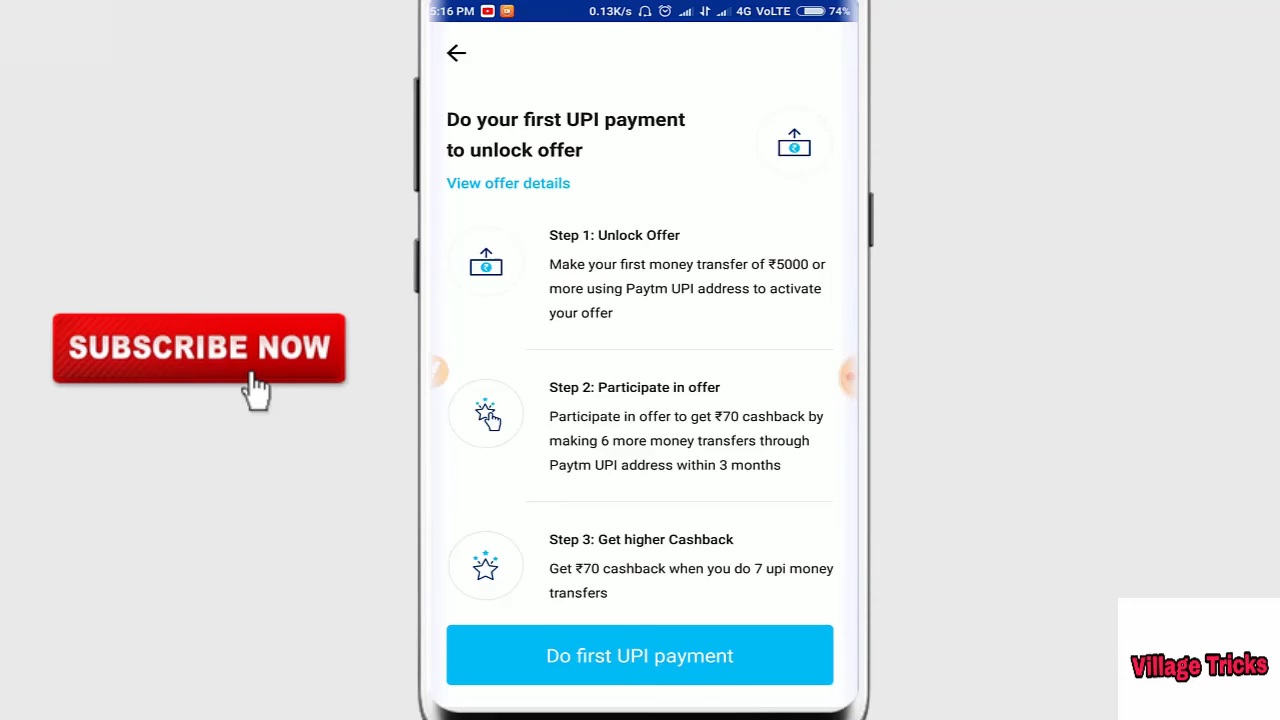 5:16 PM 0.13K/s 4G VoLTE 74%
Do your first UPI payment
to unlock offer
View offer details
Step 1: Unlock Offer
Make your first money transfer of ₹5000 or
more using Paytm UPI address to activate
your offer
SUBSCRIBE NOW
Step 2: Participate in offer
Participate in offer to get ₹70 cashback by
making 6 more money transfers through
Paytm UPI address within 3 months
Step 3: Get higher Cashback
Get ₹70 cashback when you do 7 upi money
transfers
Do first UPI payment
Village Tricks